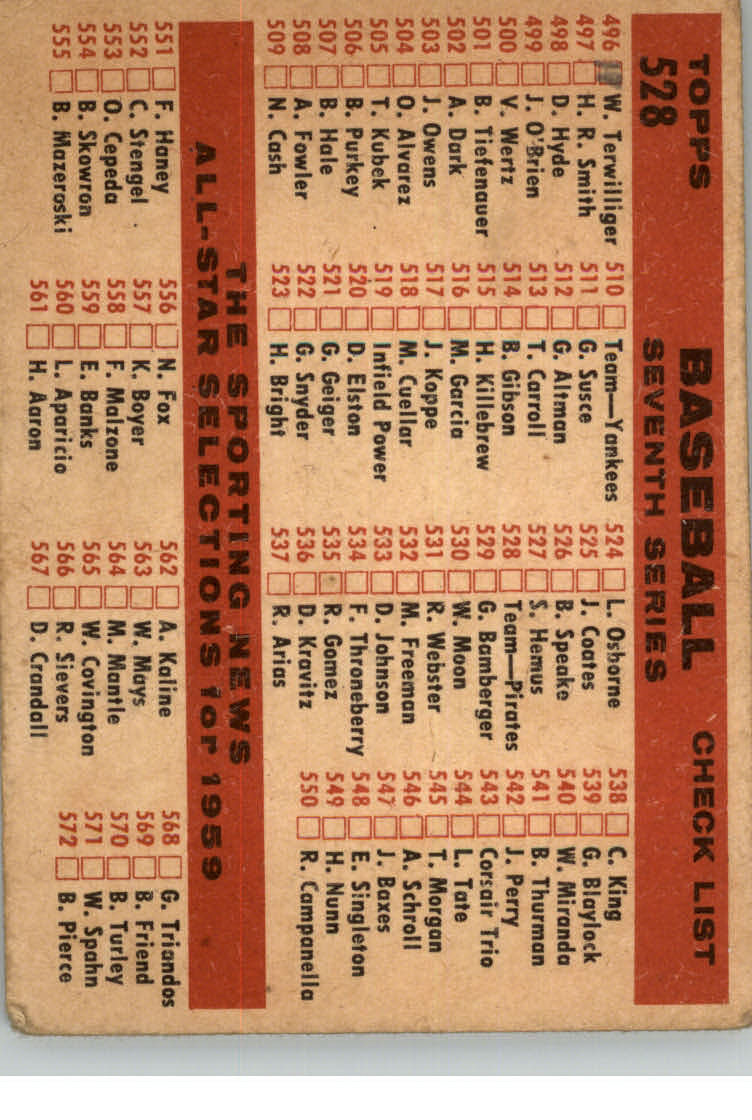 TOPPS BASEBALL CHECK LIST
528 SEVENTH SERIES
496 W. Terwilliger
497 H. R. Smith
498 D. Hyde
499 J. O'Brien
500 V. Wertz
501 B. Tiefenauer
502 A. Dark
503 J. Owens
504 O. Alvarez
505 T. Kubek
506 B. Purkey
507 B. Hale
508 A. Fowler
509 N. Cash
510 Team—Yankees
511 G. Susce
512 G. Altman
513 T. Carroll
514 B. Gibson
515 H. Killebrew
516 M. Garcia
517 J. Koppe
518 M. Cuellar
519 Infield Power
520 D. Elston
521 G. Geiger
522 G. Snyder
523 H. Bright
524 L. Osborne
525 J. Coates
526 B. Speake
527 S. Hemus
528 Team—Pirates
529 G. Bamberger
530 W. Moon
531 R. Webster
532 M. Freeman
533 D. Johnson
534 F. Throneberry
535 R. Gomez
536 D. Kravitz
537 R. Arias
538 C. King
539 G. Blaylock
540 W. Miranda
541 B. Thurman
542 J. Perry
543 Corsair Trio
544 L. Tate
545 T. Morgan
546 A. Schroll
547 J. Baxes
548 E. Singleton
549 H. Nunn
550 R. Campanella
THE SPORTING NEWS
ALL-STAR SELECTIONS for 1959
551 F. Haney
552 C. Stengel
553 O. Cepeda
554 B. Skowron
555 B. Mazeroski
556 N. Fox
557 K. Boyer
558 F. Malzone
559 E. Banks
560 L. Aparicio
561 H. Aaron
562 A. Kaline
563 W. Mays
564 M. Mantle
565 W. Covington
566 R. Sievers
567 D. Crandall
568 G. Triandos
569 B. Friend
570 B. Turley
571 W. Spahn
572 B. Pierce